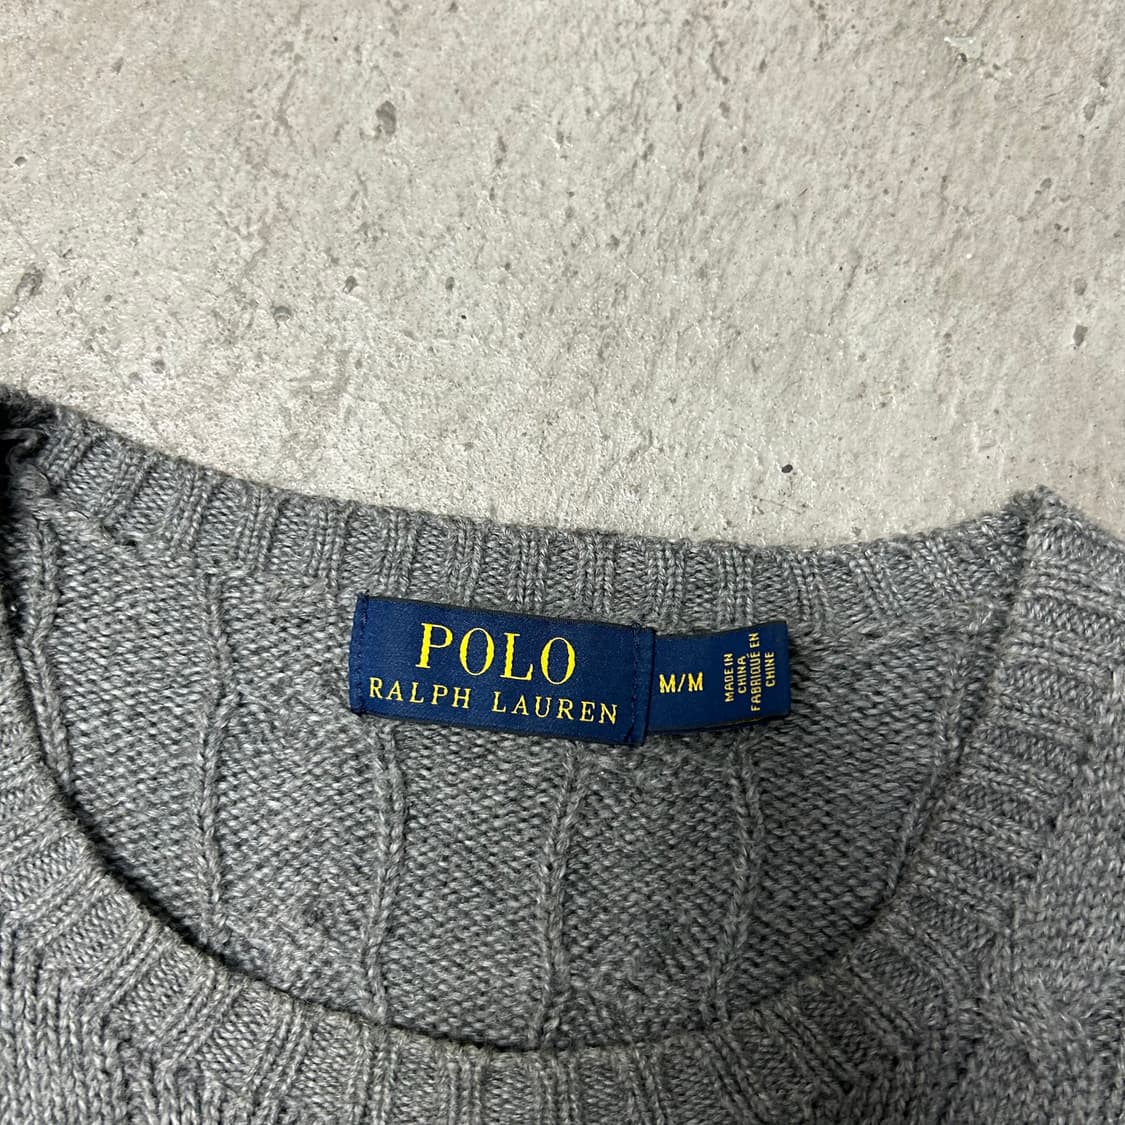 POLO
RALPH LAUREN
M/M
MADE IN
CHINA
FABRIQUÉ EN
CHINE